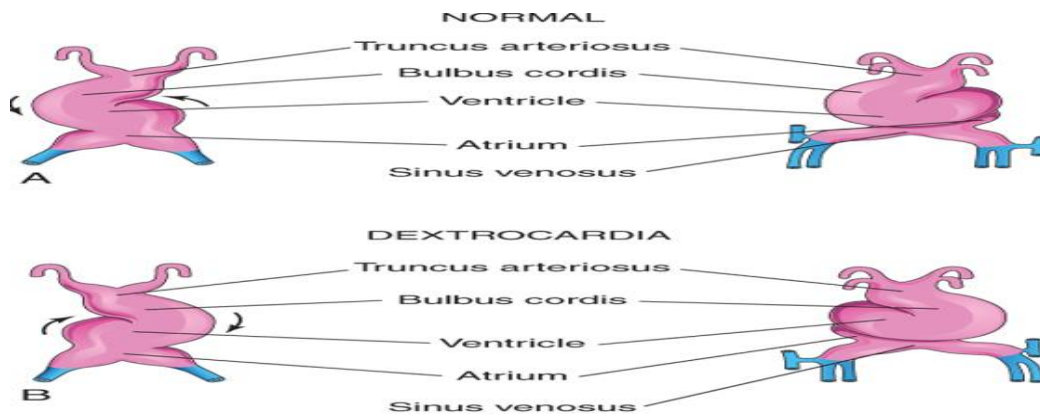 NORMAL
Truncus arteriosus
Bulbus cordis
Ventricle
Atrium
Sinus venosus
A
DEXTROCARDIA
Truncus arteriosus
Bulbus cordis
Ventricle
Atrium
Sinus venosus
B